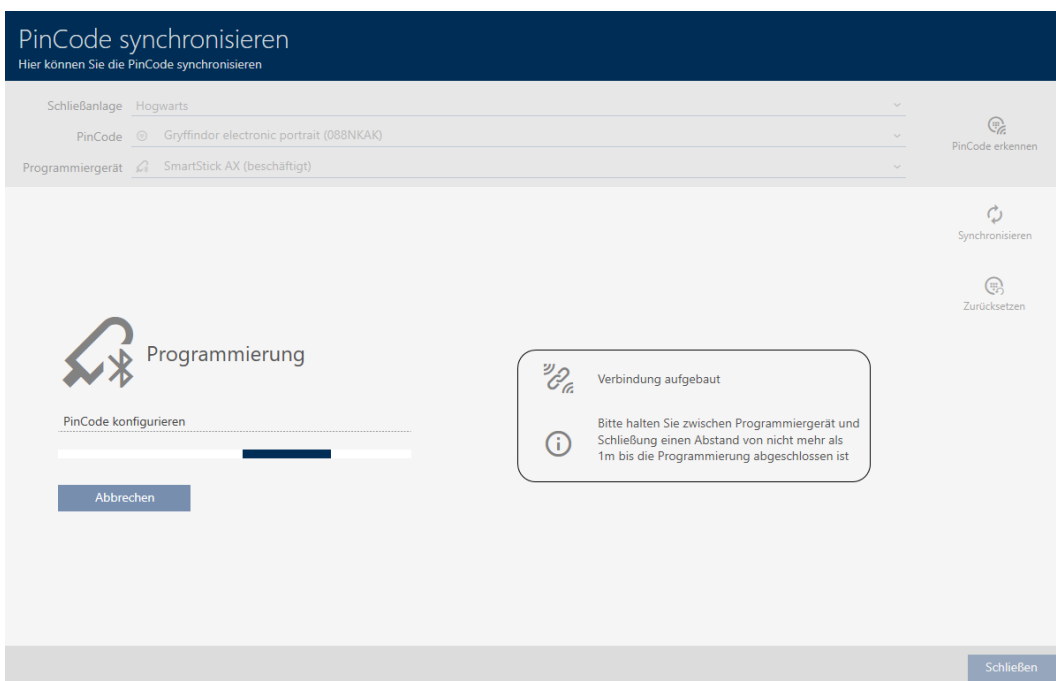 PinCode synchronisieren
Hier können Sie die PinCode synchronisieren
Schließanlage Hogwarts
PinCode Gryffindor electronic portrait (088NKAK)
Programmiergerät SmartStick AX (beschäftigt)
PinCode erkennen
Synchronisieren
Zurücksetzen
Programmierung
PinCode konfigurieren
Abbrechen
Verbindung aufgebaut
Bitte halten Sie zwischen Programmiergerät und
Schließung einen Abstand von nicht mehr als
1m bis die Programmierung abgeschlossen ist
Schließen